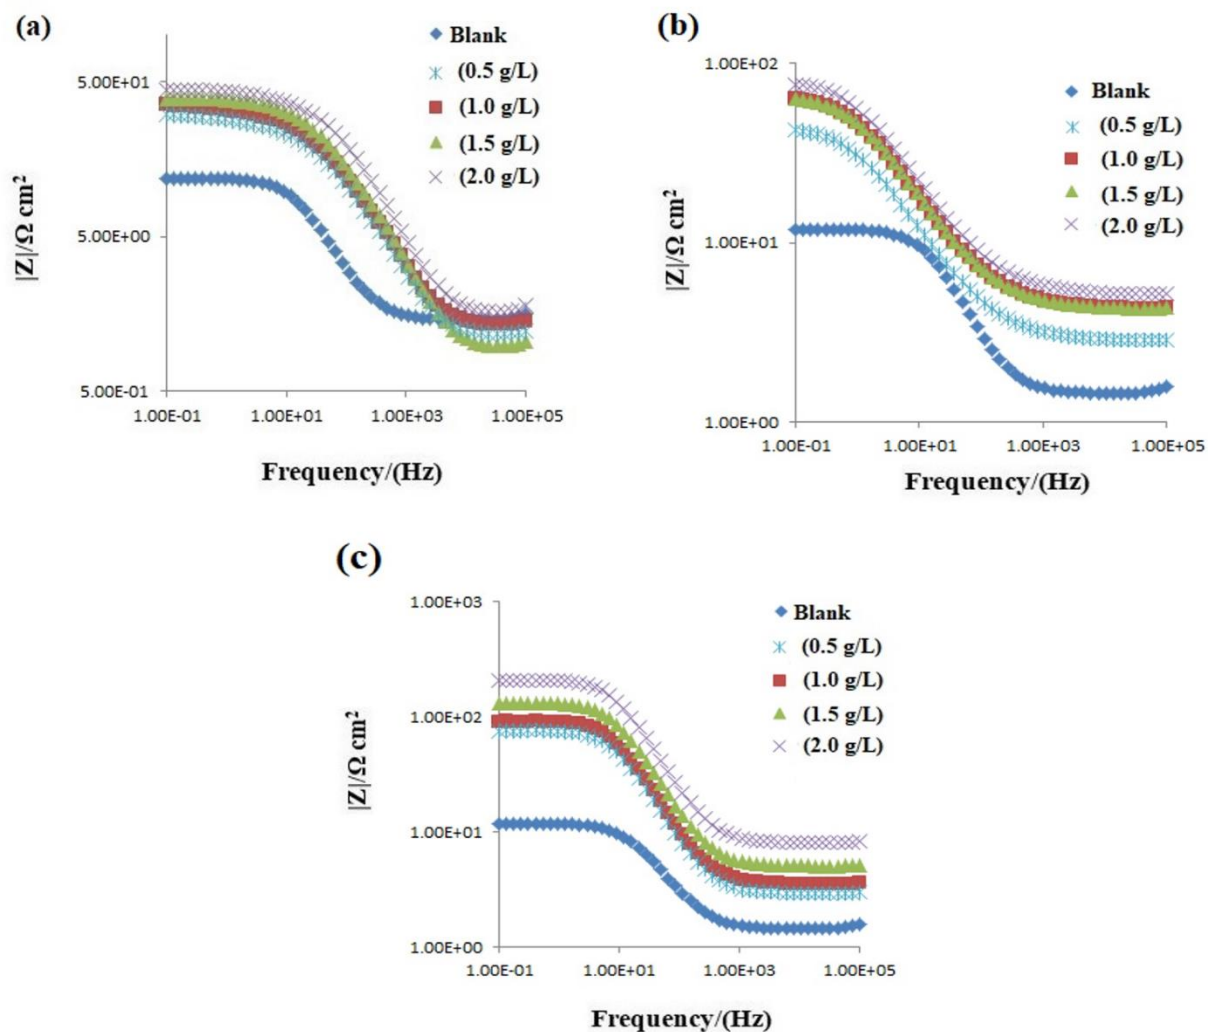 (a)
Blank
(0.5 g/L)
(1.0 g/L)
(1.5 g/L)
(2.0 g/L)
5.00E+01
5.00E+00
5.00E-01
|Z|/Ω cm²
1.00E-01
1.00E+01
1.00E+03
1.00E+05
Frequency/(Hz)
(b)
Blank
(0.5 g/L)
(1.0 g/L)
(1.5 g/L)
(2.0 g/L)
1.00E+02
1.00E+01
1.00E+00
|Z|/Ω cm²
1.00E-01
1.00E+01
1.00E+03
1.00E+05
Frequency/(Hz)
(c)
Blank
(0.5 g/L)
(1.0 g/L)
(1.5 g/L)
(2.0 g/L)
1.00E+03
1.00E+02
1.00E+01
1.00E+00
|Z|/Ω cm²
1.00E-01
1.00E+01
1.00E+03
1.00E+05
Frequency/(Hz)